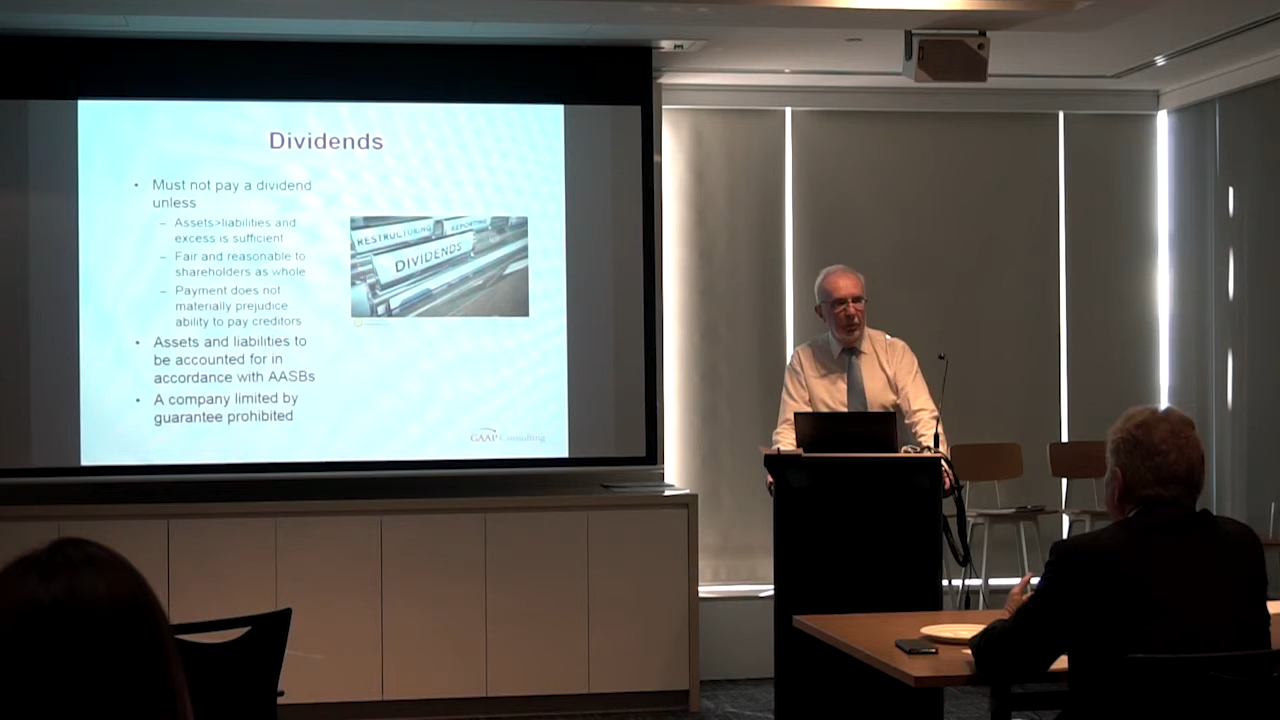 Dividends
• Must not pay a dividend
unless
– Assets>liabilities and
excess is sufficient
– Fair and reasonable to
shareholders as whole
– Payment does not
materially prejudice
ability to pay creditors
• Assets and liabilities to
be accounted for in
accordance with AASBs
• A company limited by
guarantee prohibited
RESTRUCTURING
REPORTING
DIVIDENDS
GAAP Consulting